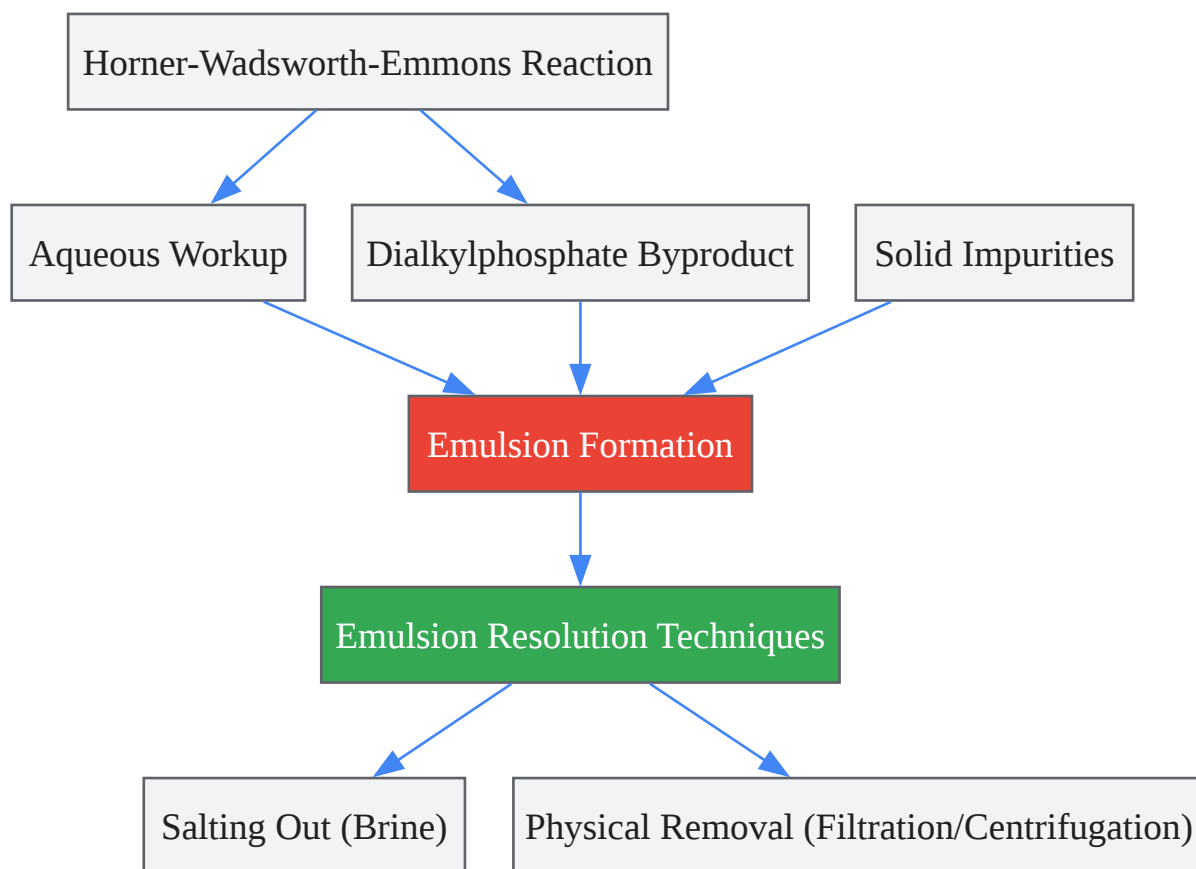 Horner-Wadsworth-Emmons Reaction
Aqueous Workup
Dialkylphosphate Byproduct
Solid Impurities
Emulsion Formation
Emulsion Resolution Techniques
Salting Out (Brine)
Physical Removal (Filtration/Centrifugation)